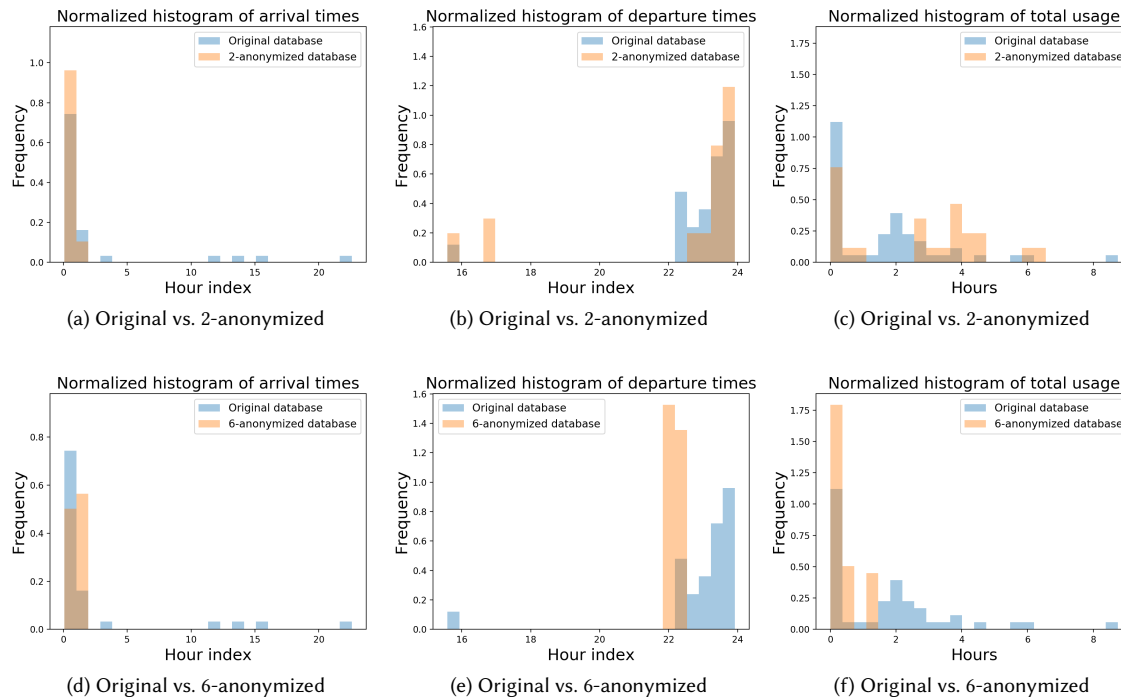 Normalized histogram of arrival times
Original database
2-anonymized database
Frequency
1.0
0.8
0.6
0.4
0.2
0.0
0
5
10
15
20
Hour index
(a) Original vs. 2-anonymized
Normalized histogram of departure times
Original database
2-anonymized database
Frequency
1.6
1.4
1.2
1.0
0.8
0.6
0.4
0.2
0.0
16
18
20
22
24
Hour index
(b) Original vs. 2-anonymized
Normalized histogram of total usage
Original database
2-anonymized database
Frequency
1.75
1.50
1.25
1.00
0.75
0.50
0.25
0.00
0
2
4
6
8
Hours
(c) Original vs. 2-anonymized
Normalized histogram of arrival times
Original database
6-anonymized database
Frequency
0.8
0.6
0.4
0.2
0.0
0
5
10
15
20
Hour index
(d) Original vs. 6-anonymized
Normalized histogram of departure times
Original database
6-anonymized database
Frequency
1.6
1.4
1.2
1.0
0.8
0.6
0.4
0.2
0.0
16
18
20
22
24
Hour index
(e) Original vs. 6-anonymized
Normalized histogram of total usage
Original database
6-anonymized database
Frequency
1.75
1.50
1.25
1.00
0.75
0.50
0.25
0.00
0
2
4
6
8
Hours
(f) Original vs. 6-anonymized